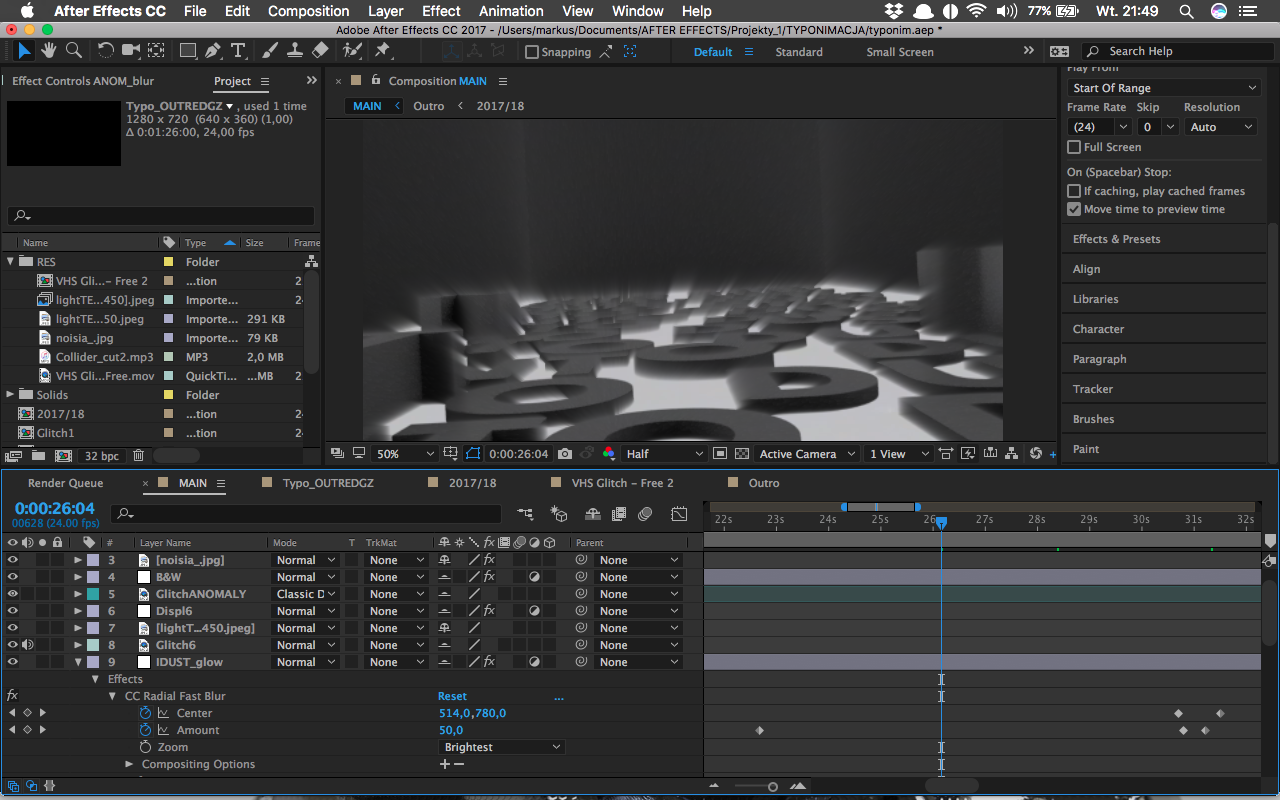 After Effects CC File Edit Composition Layer Effect Animation View Window Help 77% Wt. 21:49
Adobe After Effects CC 2017 - /Users/markus/Documents/AFTER EFFECTS/Projekty_1/TYPONIMACJA/typonim.aep *
Snapping Default Standard Small Screen Search Help
Effect Controls ANOM_blur Project
Typo_OUTREDGZ , used 1 time
1280 x 720 (640 x 360) (1,00)
Δ 0:01:26:00, 24,00 fps
Name Type Size Frame
RES Folder
VHS Gli...– Free 2 ...tion 2
lightTE...450].jpeg Importe... 24
lightTE...50.jpeg Importe... 291 KB
noisia_.jpg Importe... 79 KB
Collider_cut2.mp3 MP3 2,0 MB
VHS Gli...Free.mov QuickTi... ...MB 2
Solids Folder
2017/18 ...tion 24
Glitch1 ...tion 24
32 bpc
Composition MAIN
MAIN Outro 2017/18
50% 0:00:26:04 Half Active Camera 1 View
Play From
Start Of Range
Frame Rate Skip Resolution
(24) 0 Auto
Full Screen
On (Spacebar) Stop:
If caching, play cached frames
Move time to preview time
Effects & Presets
Align
Libraries
Character
Paragraph
Tracker
Brushes
Paint
Render Queue MAIN Typo_OUTREDGZ 2017/18 VHS Glitch – Free 2 Outro
0:00:26:04
00628 (24.00 fps)
22s 23s 24s 25s 26s 27s 28s 29s 30s 31s 32s
# Layer Name Mode T TrkMat Parent
3 [noisia_.jpg] Normal None None
4 B&W Normal None None
5 GlitchANOMALY Classic D None None
6 Displ6 Normal None None
7 [lightT...450.jpeg] Normal None None
8 Glitch6 Normal None None
9 IDUST_glow Normal None None
Effects
fx CC Radial Fast Blur Reset ...
Center 514,0,780,0
Amount 50,0
Zoom Brightest
Compositing Options + −